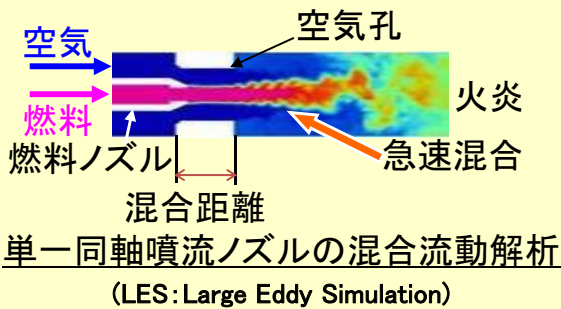 空気
空気孔
燃料
火炎
燃料ノズル
急速混合
混合距離
単一同軸噴流ノズルの混合流動解析
(LES:Large Eddy Simulation)